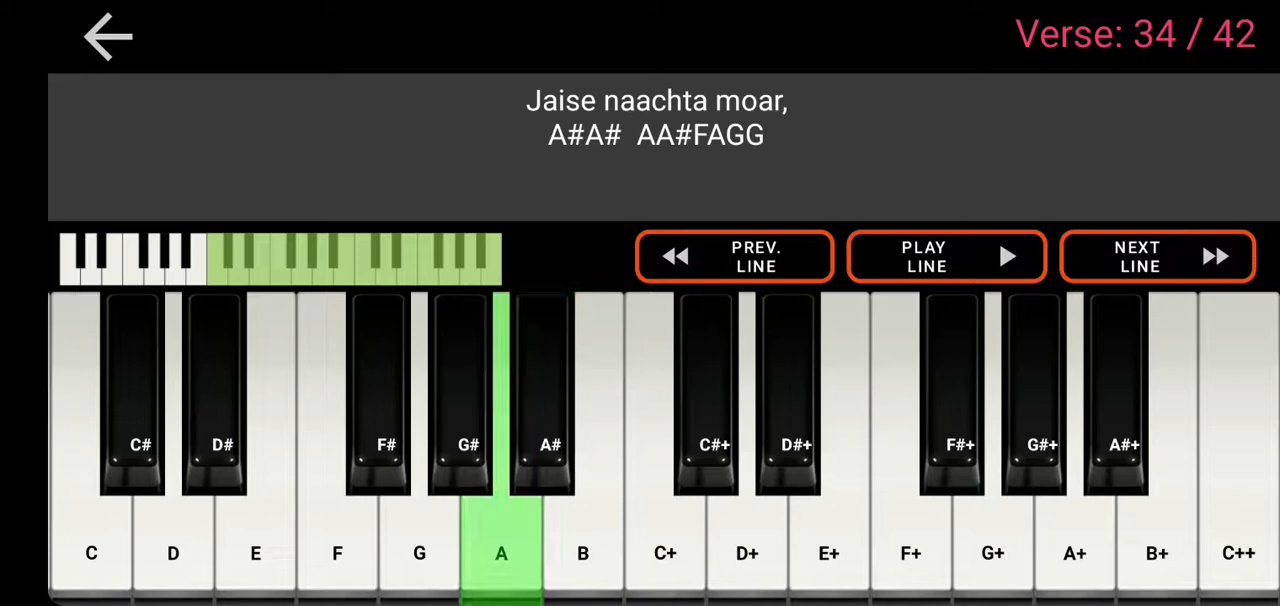 Verse: 34 / 42
Jaise naachta moar,
A#A#  AA#FAGG
PREV. LINE
PLAY LINE
NEXT LINE
C# D# F# G# A# C#+ D#+ F#+ G#+ A#+
C D E F G A B C+ D+ E+ F+ G+ A+ B+ C++